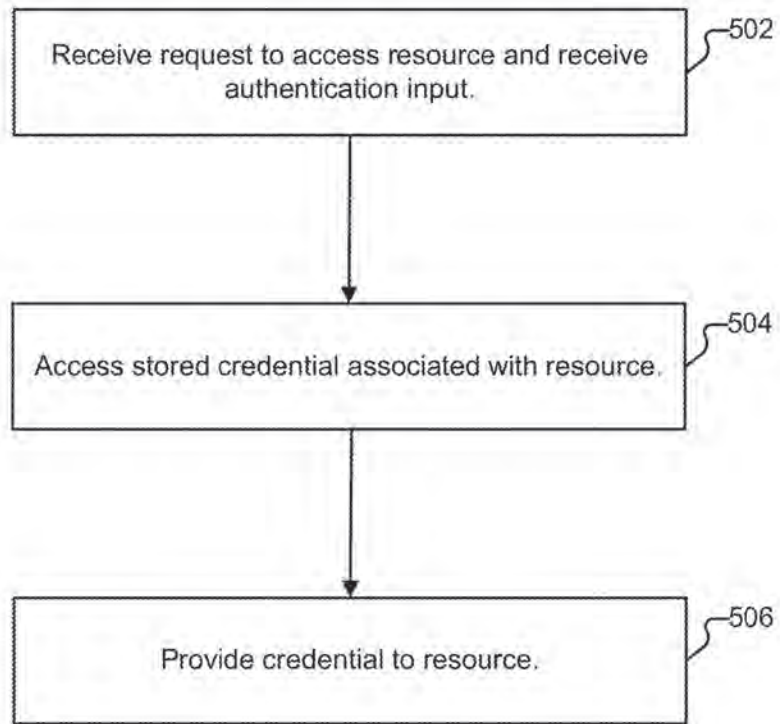 502
Receive request to access resource and receive
authentication input.
504
Access stored credential associated with resource.
506
Provide credential to resource.